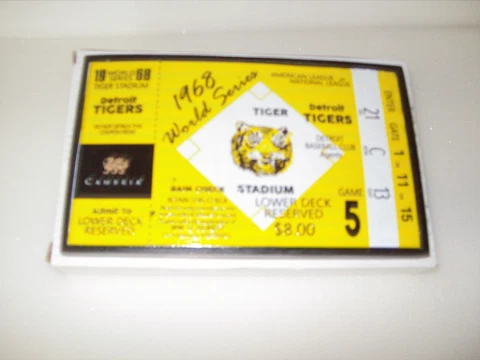 19 WORLD SERIES 68
TIGER STADIUM
Detroit
TIGERS
CAMBRIA
ADMIT TO
LOWER DECK
RESERVED
1968
World Series
TIGER
STADIUM
RAIN CHECK
LOWER DECK
RESERVED
$8.00
AMERICAN LEAGUE
NATIONAL LEAGUE
Detroit
TIGERS
DETROIT
BASEBALL CLUB
GAME
5
21
C
13
ENTER GATE 1 - 11 - 15